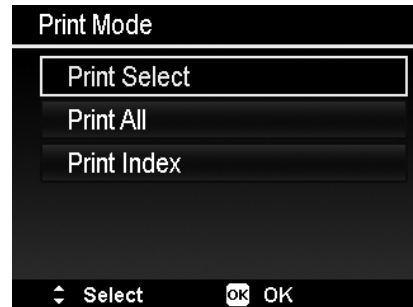 Print Mode
Print Select
Print All
Print Index
Select OK OK